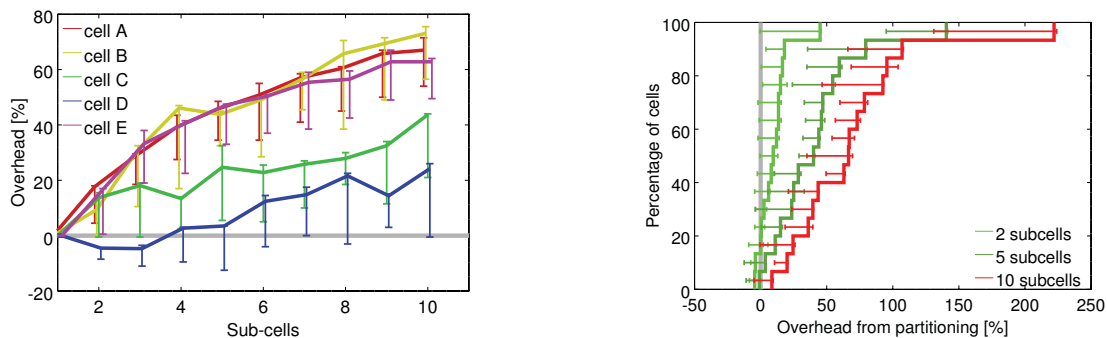 80
60
40
20
0
-20
2
4
6
8
10
Overhead [%]
Sub-cells
cell A
cell B
cell C
cell D
cell E
100
80
60
40
20
0
-50
0
50
100
150
200
250
Percentage of cells
Overhead from partitioning [%]
2 subcells
5 subcells
10 subcells